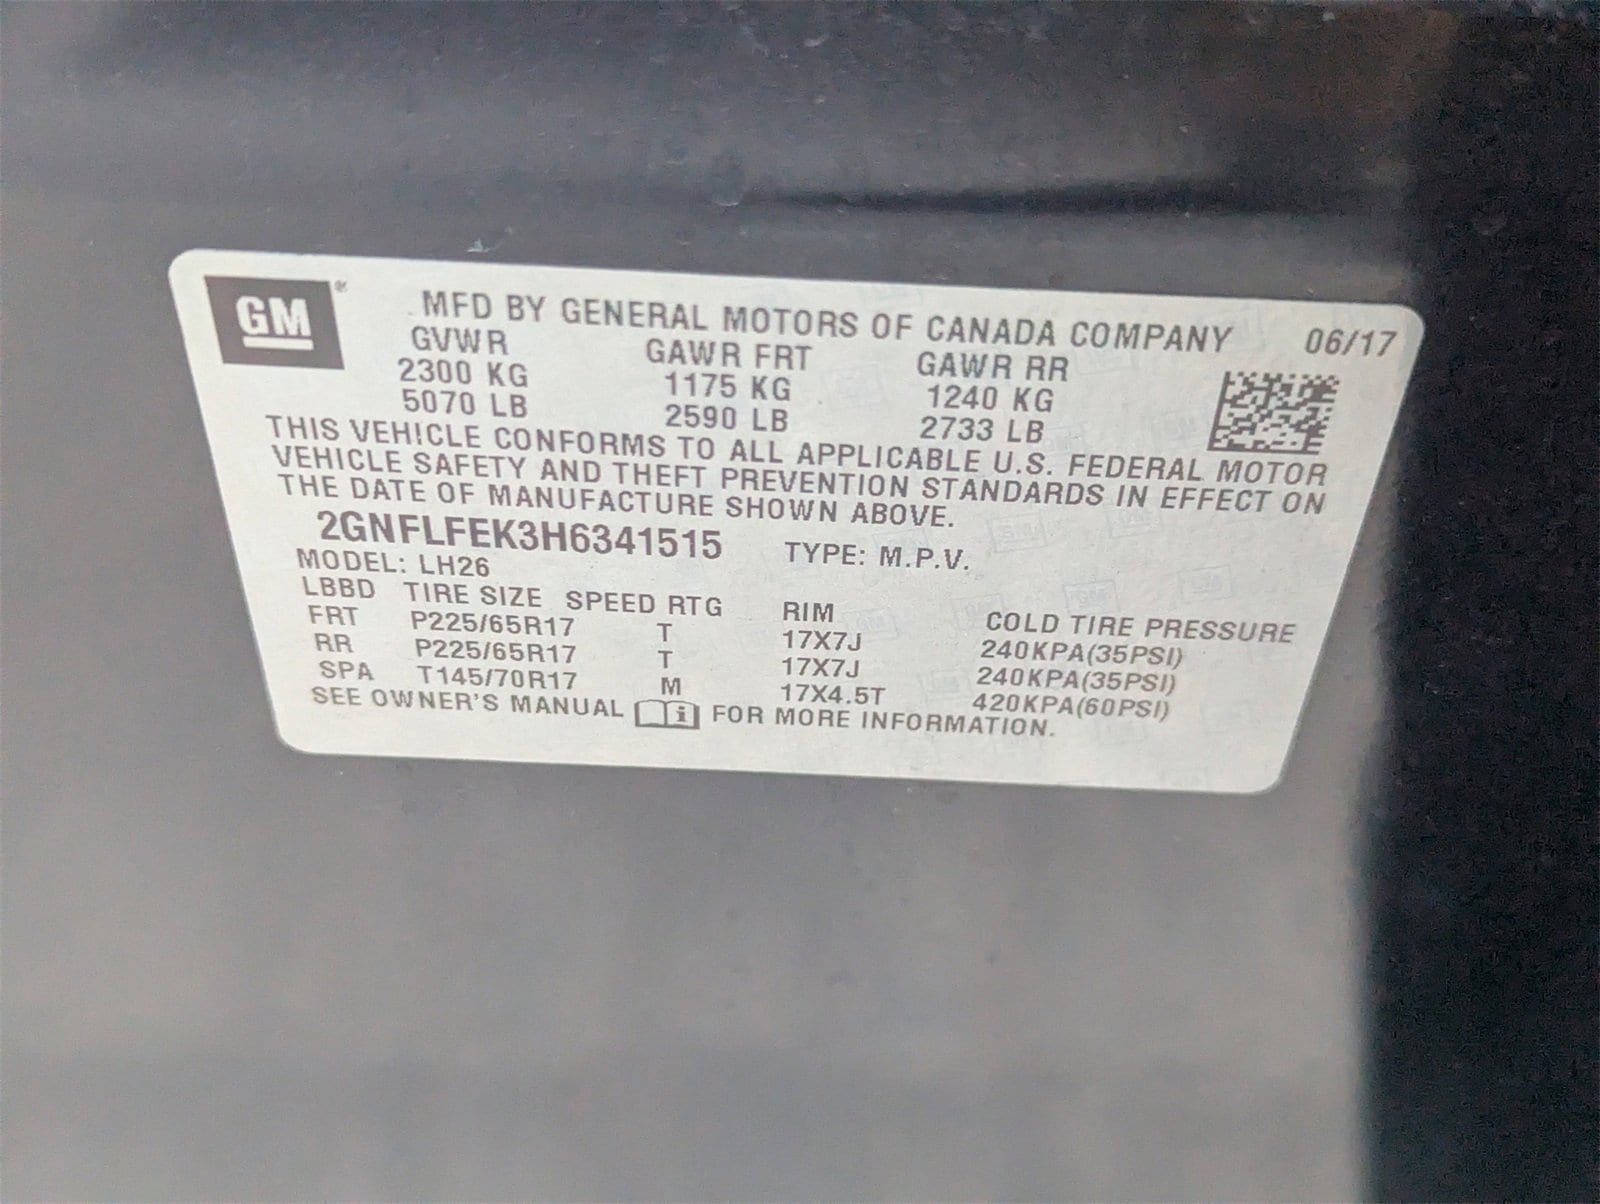 GM®
MFD BY GENERAL MOTORS OF CANADA COMPANY 06/17
GVWR GAWR FRT GAWR RR
2300 KG 1175 KG 1240 KG
5070 LB 2590 LB 2733 LB
THIS VEHICLE CONFORMS TO ALL APPLICABLE U.S. FEDERAL MOTOR
VEHICLE SAFETY AND THEFT PREVENTION STANDARDS IN EFFECT ON
THE DATE OF MANUFACTURE SHOWN ABOVE.
2GNFLFEK3H6341515 TYPE: M.P.V.
MODEL: LH26
LBBD TIRE SIZE SPEED RTG RIM COLD TIRE PRESSURE
FRT P225/65R17 T 17X7J 240KPA(35PSI)
RR P225/65R17 T 17X7J 240KPA(35PSI)
SPA T145/70R17 M 17X4.5T 420KPA(60PSI)
SEE OWNER'S MANUAL i FOR MORE INFORMATION.